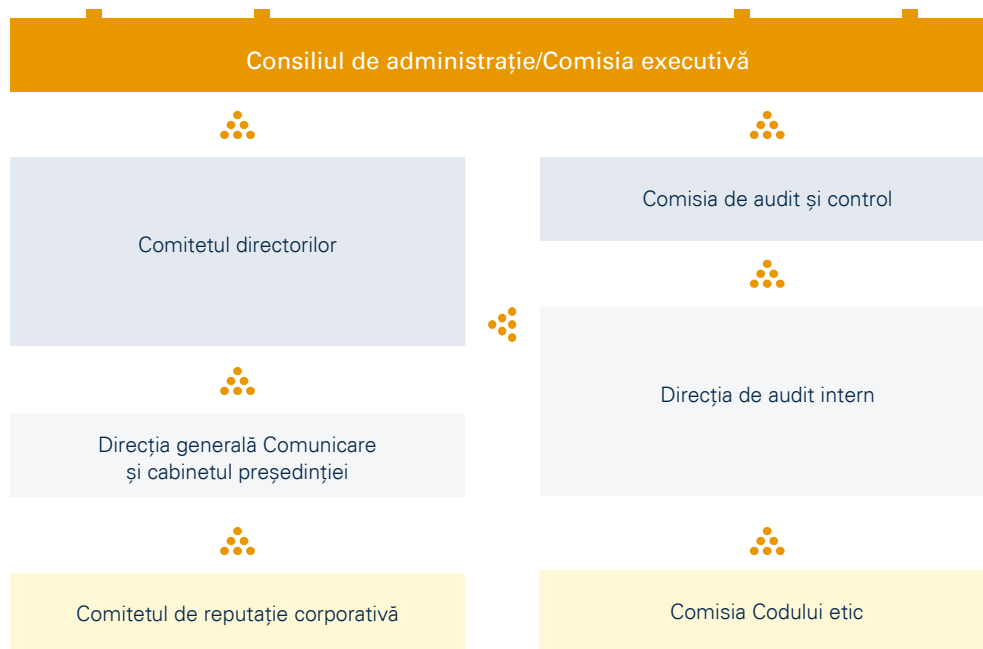 Consiliul de administrație/Comisia executivă
Comitetul directorilor
Direcția generală Comunicare
și cabinetul președinției
Comitetul de reputație corporativă
Comisia de audit și control
Direcția de audit intern
Comisia Codului etic